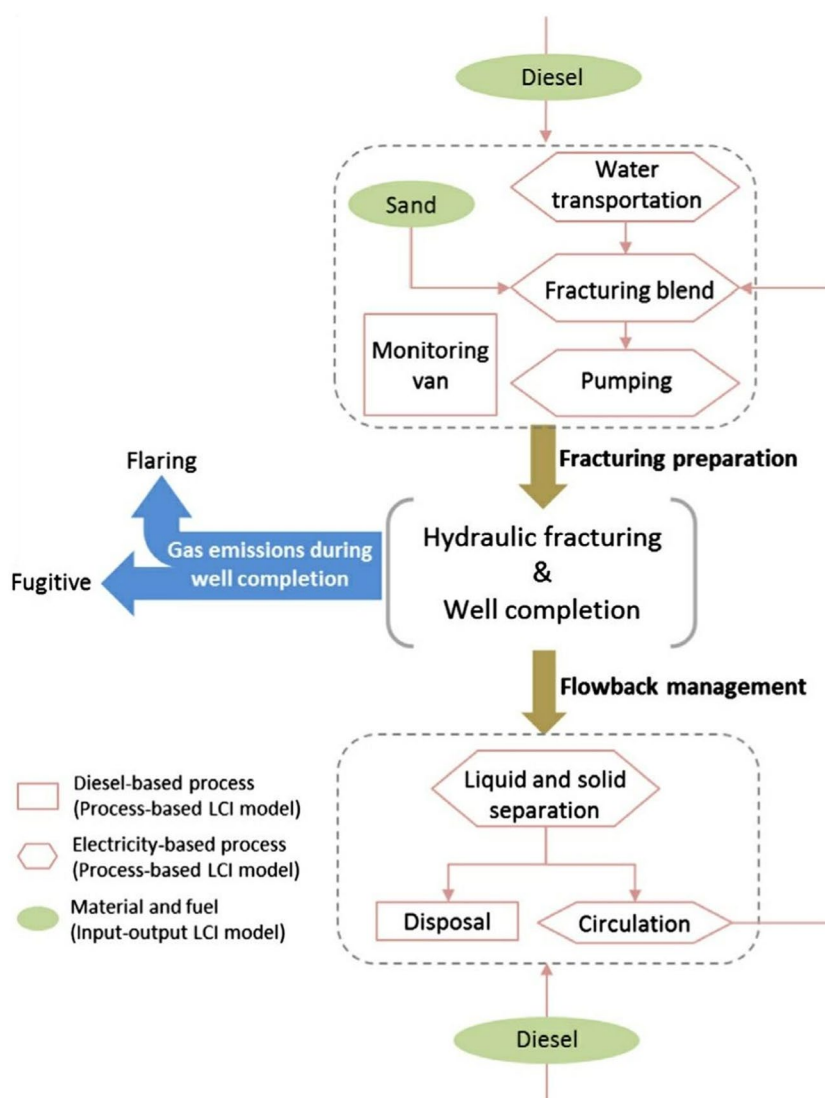 Diesel
Water
transportation
Sand
Fracturing blend
Monitoring
van
Pumping
Fracturing preparation
Flaring
Gas emissions during
well completion
Fugitive
Hydraulic fracturing
&
Well completion
Flowback management
Liquid and solid
separation
Diesel-based process
(Process-based LCI model)
Electricity-based process
(Process-based LCI model)
Material and fuel
(Input-output LCI model)
Disposal
Circulation
Diesel